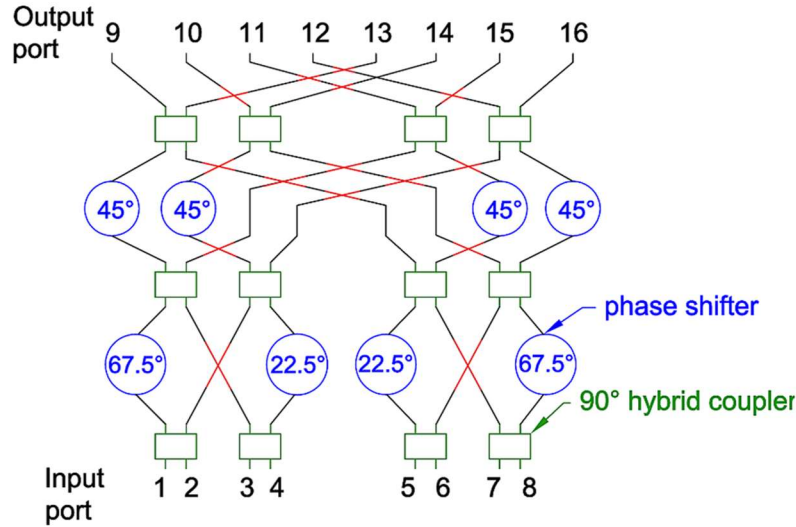 Output
port
9 10 11 12 13 14 15 16
45° 45° 45° 45°
phase shifter
67.5° 22.5° 22.5° 67.5°
90° hybrid coupler
Input
port
1 2 3 4 5 6 7 8